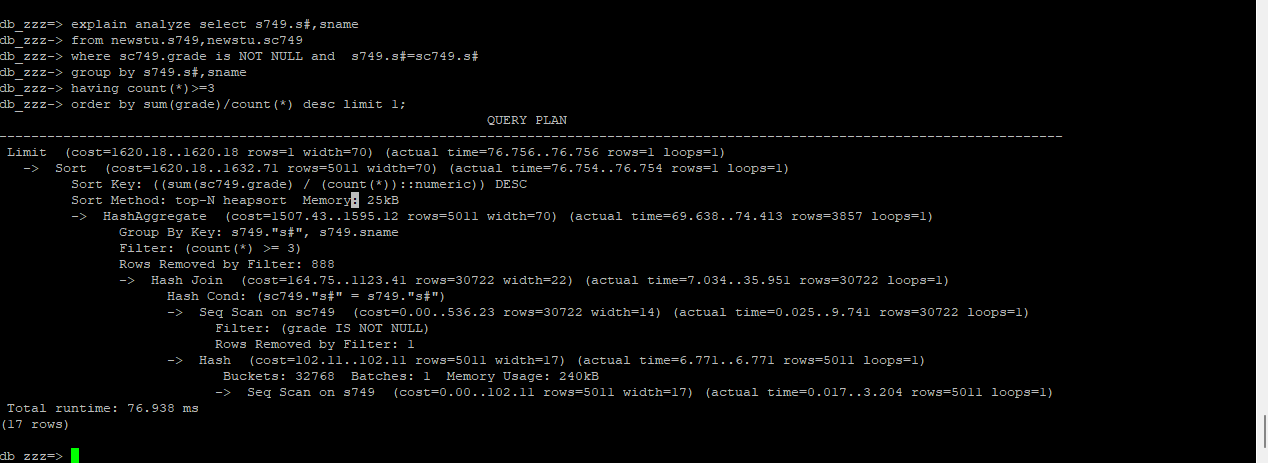 db_zzz=> explain analyze select s749.s#,sname
db_zzz-> from newstu.s749,newstu.sc749
db_zzz-> where sc749.grade is NOT NULL and  s749.s#=sc749.s#
db_zzz-> group by s749.s#,sname
db_zzz-> having count(*)>=3
db_zzz-> order by sum(grade)/count(*) desc limit 1;
QUERY PLAN
-------------------------------------------------------------------------------------------------------------------------------------
Limit  (cost=1620.18..1620.18 rows=1 width=70) (actual time=76.756..76.756 rows=1 loops=1)
->  Sort  (cost=1620.18..1632.71 rows=5011 width=70) (actual time=76.754..76.754 rows=1 loops=1)
Sort Key: ((sum(sc749.grade) / (count(*))::numeric)) DESC
Sort Method: top-N heapsort  Memory: 25kB
->  HashAggregate  (cost=1507.43..1595.12 rows=5011 width=70) (actual time=69.638..74.413 rows=3857 loops=1)
Group By Key: s749."s#", s749.sname
Filter: (count(*) >= 3)
Rows Removed by Filter: 888
->  Hash Join  (cost=164.75..1123.41 rows=30722 width=22) (actual time=7.034..35.951 rows=30722 loops=1)
Hash Cond: (sc749."s#" = s749."s#")
->  Seq Scan on sc749  (cost=0.00..536.23 rows=30722 width=14) (actual time=0.025..9.741 rows=30722 loops=1)
Filter: (grade IS NOT NULL)
Rows Removed by Filter: 1
->  Hash  (cost=102.11..102.11 rows=5011 width=17) (actual time=6.771..6.771 rows=5011 loops=1)
Buckets: 32768  Batches: 1  Memory Usage: 240kB
->  Seq Scan on s749  (cost=0.00..102.11 rows=5011 width=17) (actual time=0.017..3.204 rows=5011 loops=1)
Total runtime: 76.938 ms
(17 rows)
db_zzz=>